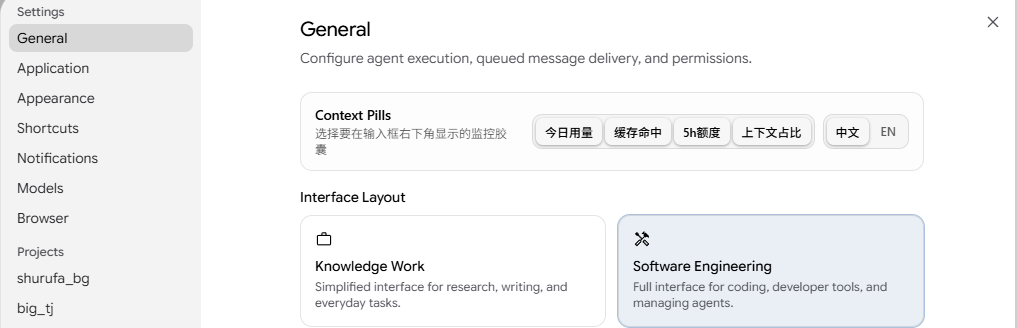 Settings
General
Application
Appearance
Shortcuts
Notifications
Models
Browser
Projects
shurufa_bg
big_tj
General
Configure agent execution, queued message delivery, and permissions.
Context Pills
选择要在输入框右下角显示的监控胶
囊
今日用量 缓存命中 5h额度 上下文占比 中文 EN
Interface Layout
Knowledge Work
Simplified interface for research, writing, and
everyday tasks.
Software Engineering
Full interface for coding, developer tools, and
managing agents.